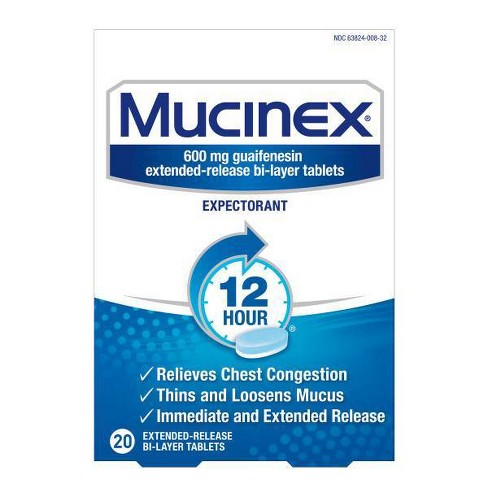 NDC 63824-008-32
Mucinex®
600 mg guaifenesin
extended-release bi-layer tablets
EXPECTORANT
12
HOUR
®
✓ Relieves Chest Congestion
✓ Thins and Loosens Mucus
✓ Immediate and Extended Release
20 EXTENDED-RELEASE
BI-LAYER TABLETS